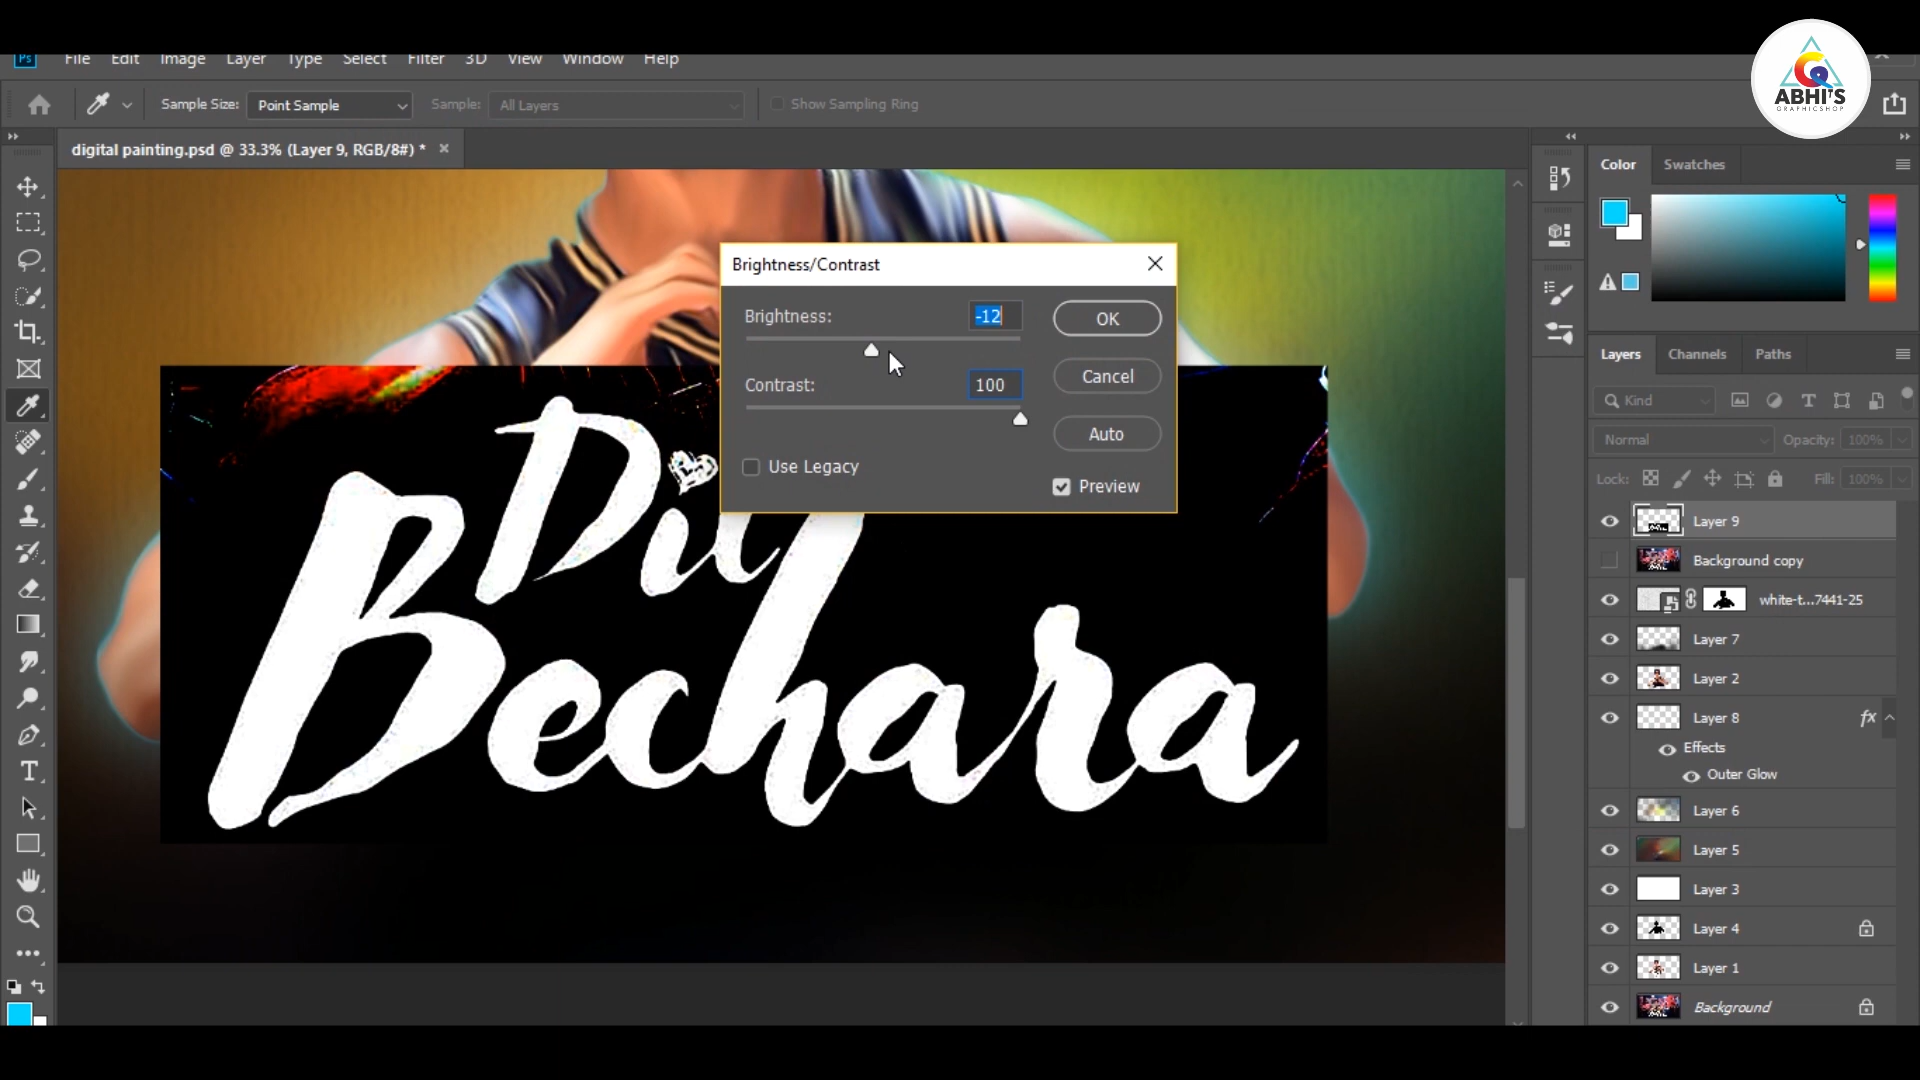 Ps File Edit Image Layer Type Select Filter 3D View Window Help
ABHI'S
GRAPHICSHOP
Sample Size: Point Sample Sample: All Layers Show Sampling Ring
digital painting.psd @ 33.3% (Layer 9, RGB/8#) *
Color Swatches
Brightness/Contrast
Brightness: -12
OK
Contrast: 100
Cancel
Auto
Use Legacy
Preview
Dil
Bechara
Layers Channels Paths
Kind
Normal Opacity: 100%
Lock: Fill: 100%
Layer 9
Background copy
white-t...7441-25
Layer 7
Layer 2
Layer 8 fx
Effects
Outer Glow
Layer 6
Layer 5
Layer 3
Layer 4
Layer 1
Background